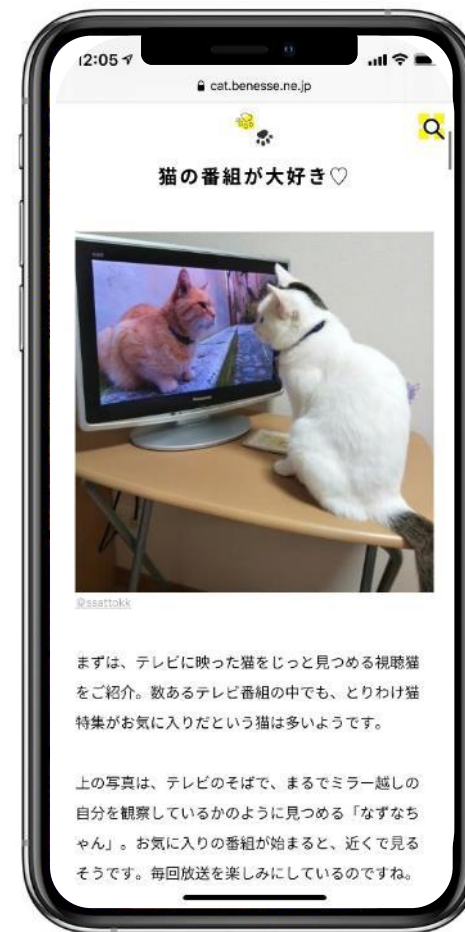 12:05
cat.benesse.ne.jp
猫の番組が大好き♡
Panasonic
@ssattokk
まずは、テレビに映った猫をじっと見つめる視聴猫
をご紹介。数あるテレビ番組の中でも、とりわけ猫
特集がお気に入りだという猫は多いようです。
上の写真は、テレビのそばで、まるでミラー越しの
自分を観察しているかのように見つめる「なずなち
ゃん」。お気に入りの番組が始まると、近くで見る
そうです。毎回放送を楽しみにしているのですね。